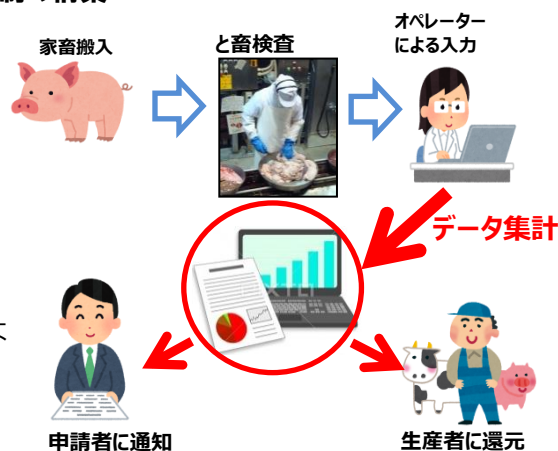 家畜搬入
と畜検査
オペレーター
による入力
データ集計
申請者に通知
生産者に還元